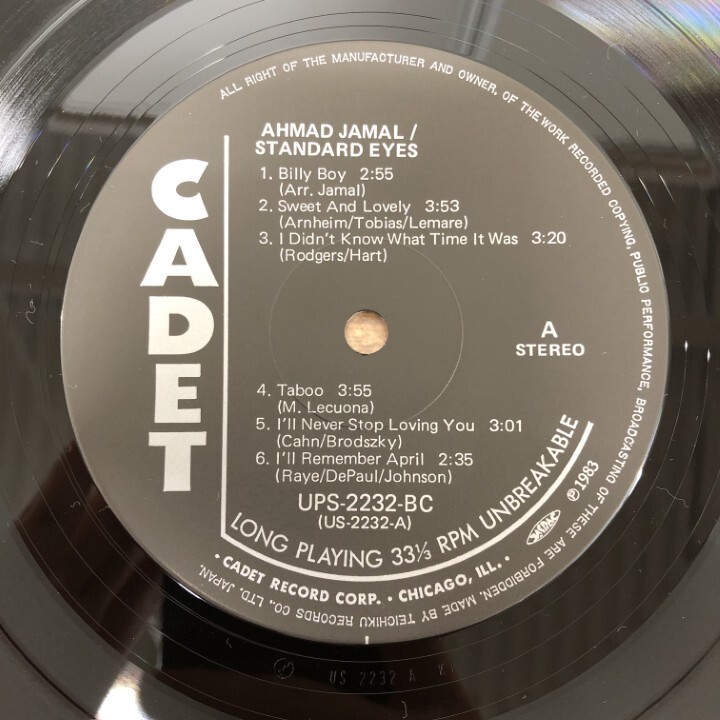 ALL RIGHT OF THE MANUFACTURER AND OWNER, OF THE WORK RECORDED COPYING, PUBLIC PERFORMANCE, BROADCASTING OF THESE ARE FORBIDDEN. MADE BY TEICHIKU RECORDS CO., LTD. JAPAN.
CADET
AHMAD JAMAL /
STANDARD EYES
1. Billy Boy 2:55
(Arr. Jamal)
2. Sweet And Lovely 3:53
(Arnheim/Tobias/Lemare)
3. I Didn't Know What Time It Was 3:20
(Rodgers/Hart)
A
STEREO
4. Taboo 3:55
(M. Lecuona)
5. I'll Never Stop Loving You 3:01
(Cahn/Brodszky)
6. I'll Remember April 2:35
(Raye/DePaul/Johnson)
UPS-2232-BC
(US-2232-A)
LONG PLAYING 33⅓ RPM UNBREAKABLE
℗1983
• CADET RECORD CORP. • CHICAGO, ILL. •
US 2232 A